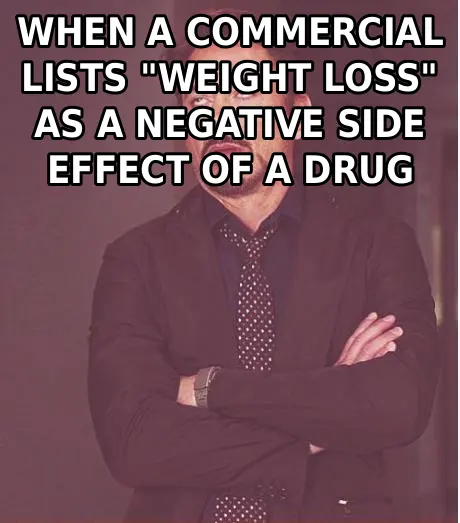 WHEN A COMMERCIAL
LISTS "WEIGHT LOSS"
AS A NEGATIVE SIDE
EFFECT OF A DRUG